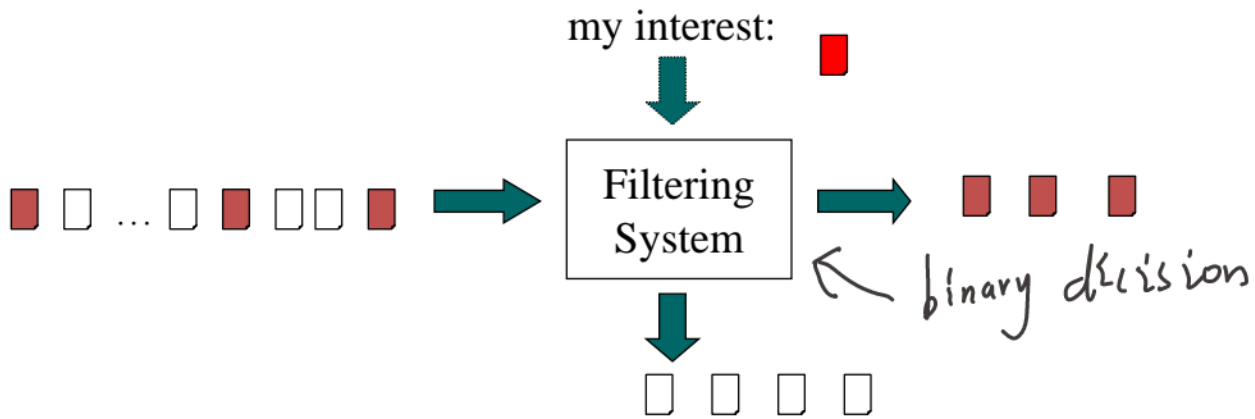 my interest:
...
Filtering
System
binary decision